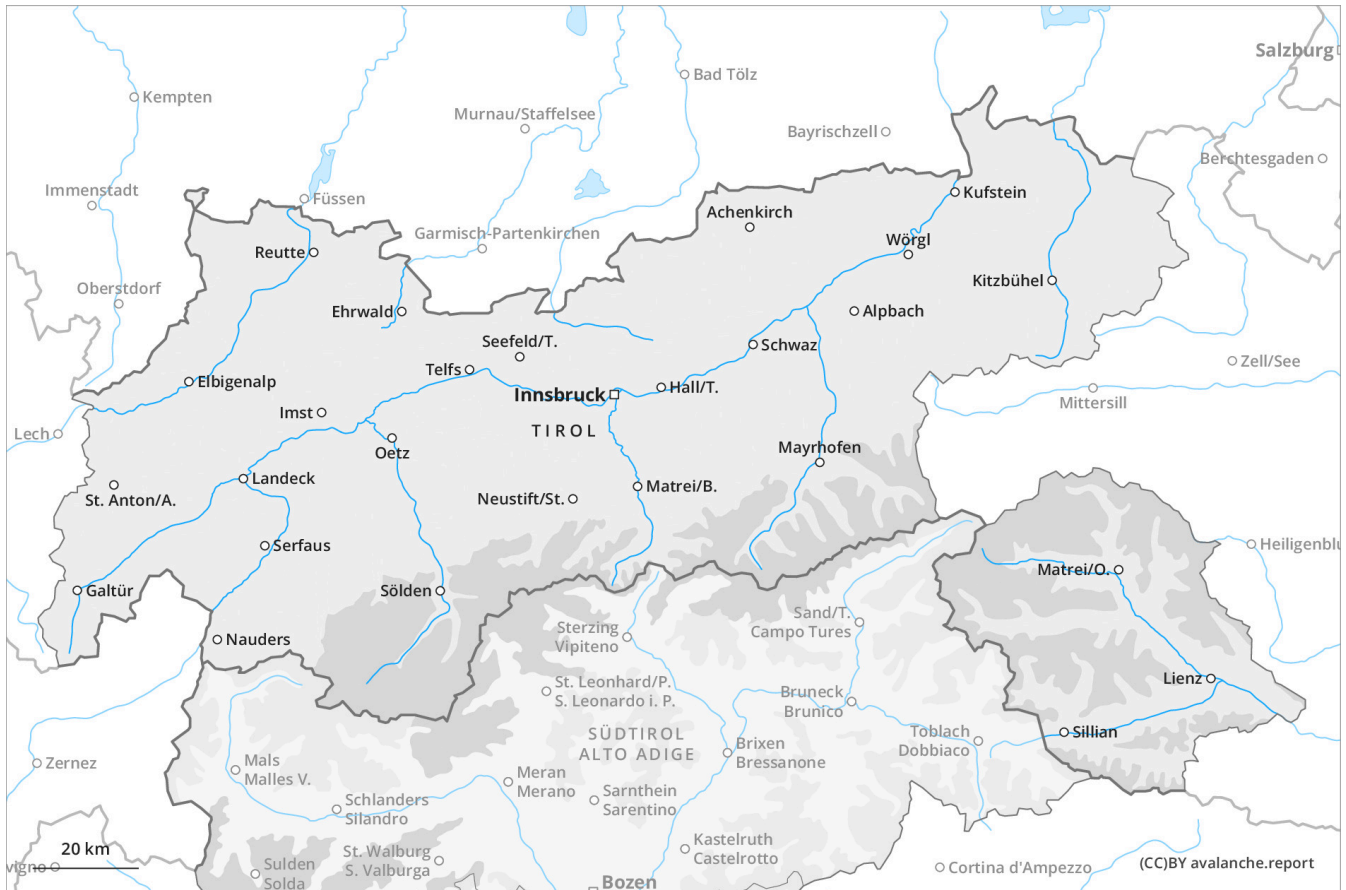 Salzburg
Bad Tölz
Kempten
Murnau/Staffelsee
Bayrischzell
Berchtesgaden
Immenstadt
Füssen
Kufstein
Achenkirch
Garmisch-Partenkirchen
Wörgl
Reutte
Kitzbühel
Oberstdorf
Ehrwald
Alpbach
Seefeld/T.
Schwaz
Zell/See
Telfs
Elbigenalp
Hall/T.
Innsbruck
Mittersill
Imst
TIROL
Lech
Oetz
Mayrhofen
Landeck
Matrei/B.
St. Anton/A.
Neustift/St.
Serfaus
Heiligenblu
Matrei/O.
Galtür
Sölden
Sand/T.
Campo Tures
Nauders
Sterzing
Vipiteno
Lienz
St. Leonhard/P.
S. Leonardo i. P.
Bruneck
Brunico
SÜDTIROL
ALTO ADIGE
Toblach
Dobbiaco
Sillian
Brixen
Bressanone
Zernez
Mals
Malles V.
Meran
Merano
Schlanders
Silandro
Sarnthein
Sarentino
20 km
Kastelruth
Castelrotto
St. Walburg
S. Valburga
vigno
Sulden
Solda
Cortina d'Ampezzo
(CC)BY avalanche.report
Bozen